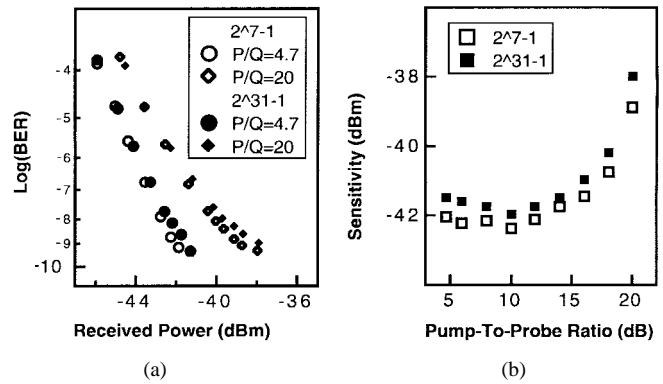 2^7-1
P/Q=4.7
P/Q=20
2^31-1
P/Q=4.7
P/Q=20
Log(BER)
-4
-5
-6
-7
-8
-9
-10
-44
-40
-36
Received Power (dBm)
(a)
2^7-1
2^31-1
Sensitivity (dBm)
-38
-40
-42
5
10
15
20
Pump-To-Probe Ratio (dB)
(b)